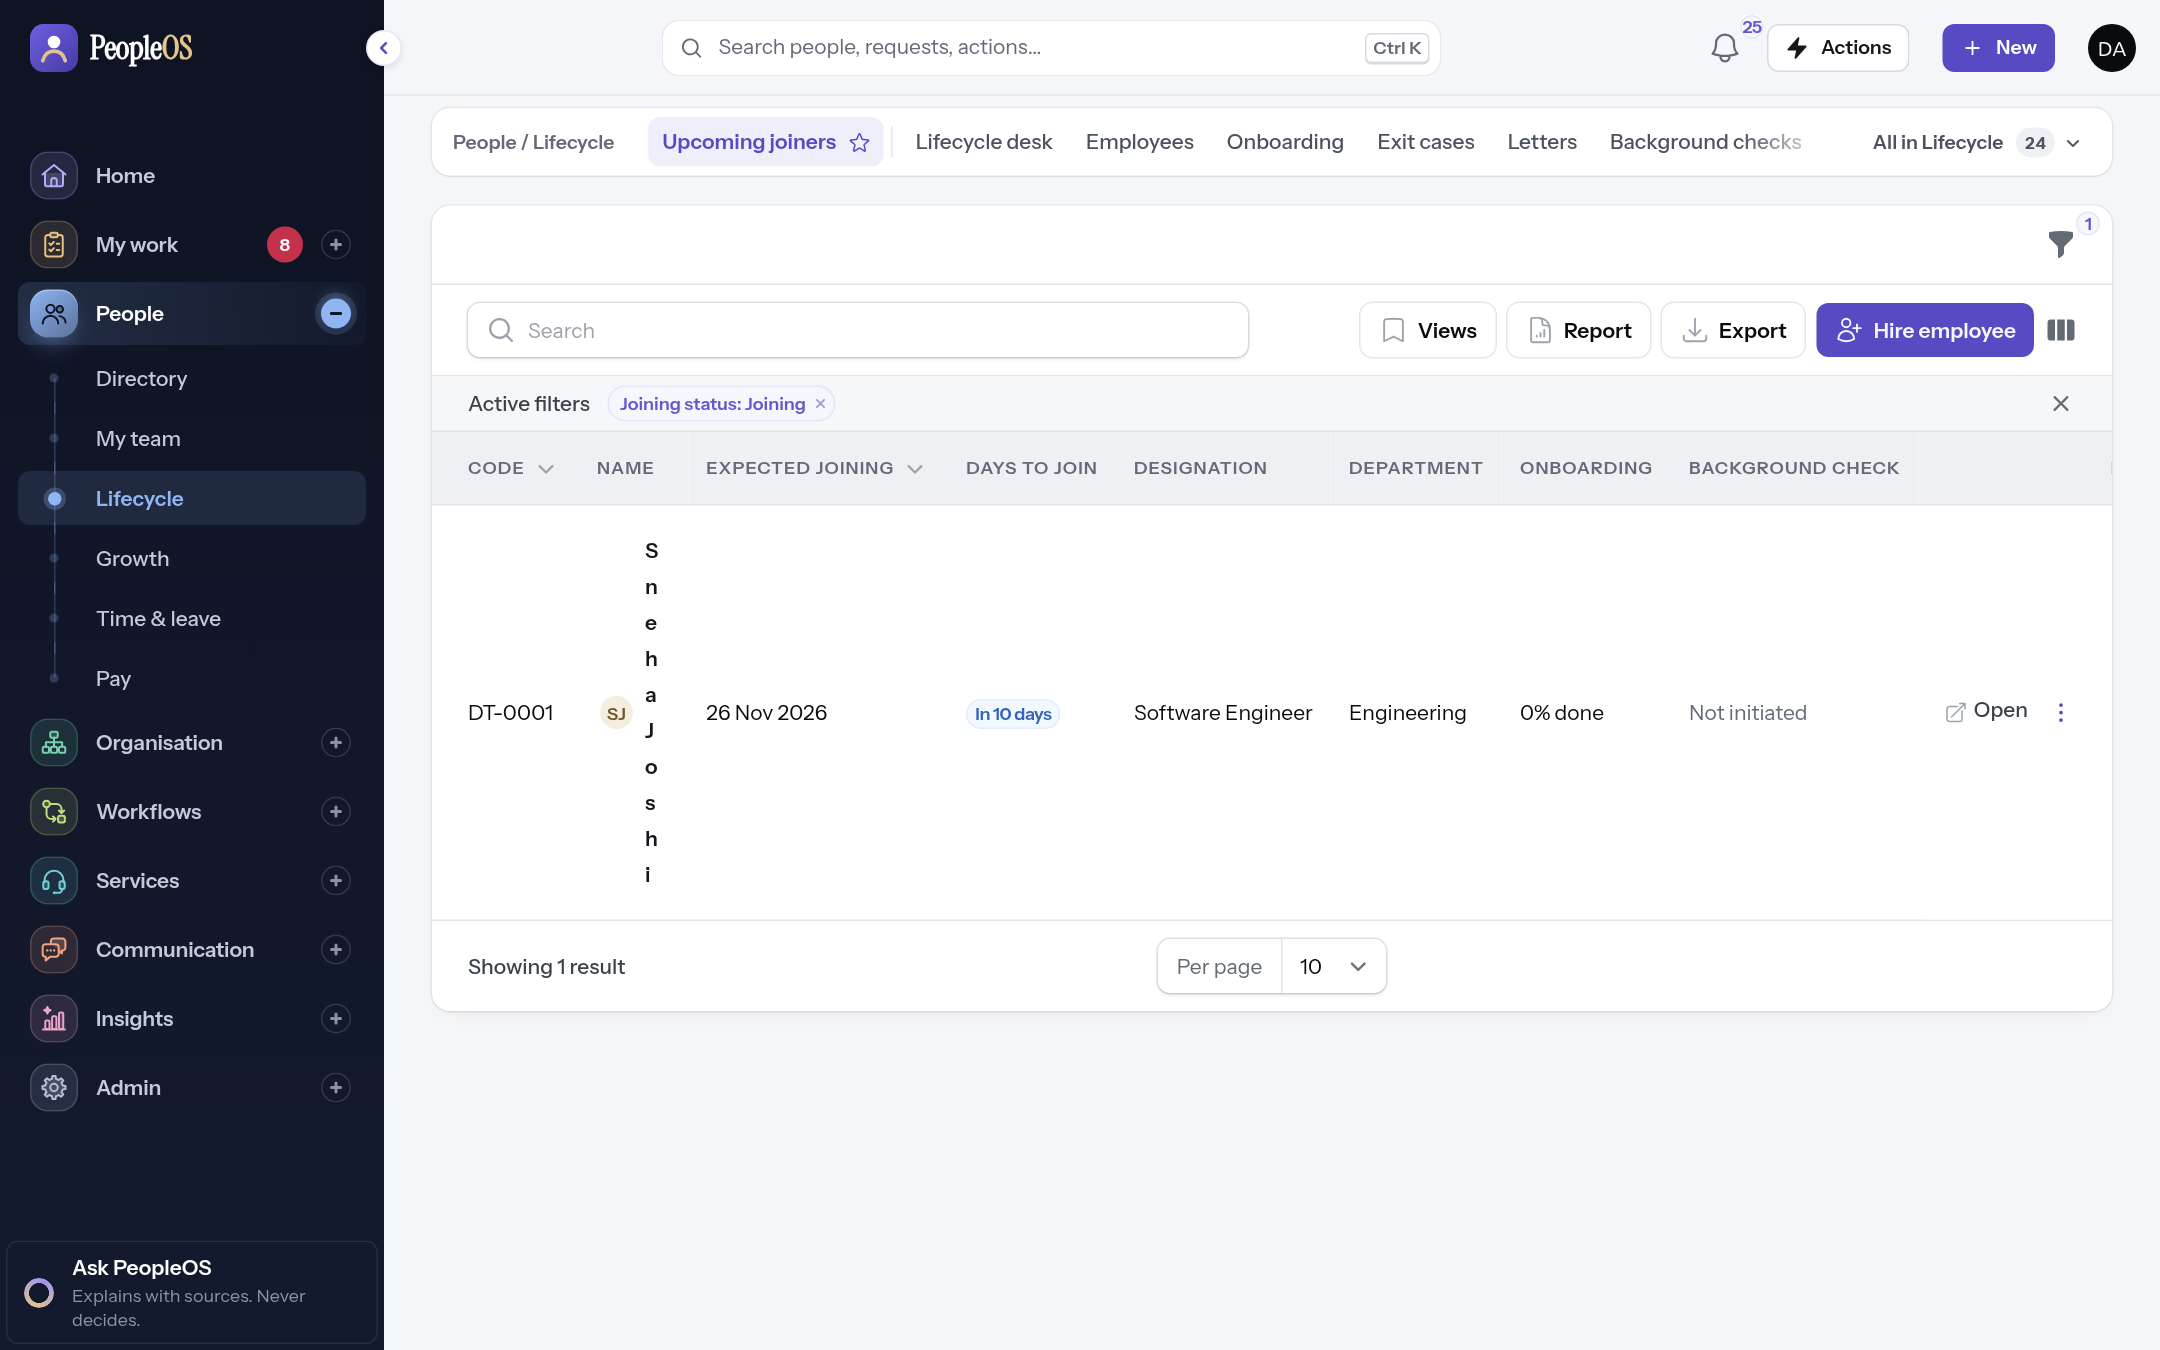 PeopleOS
Search people, requests, actions...
Ctrl K
25
Actions
New
DA
Home
My work
8
People
Directory
My team
Lifecycle
Growth
Time & leave
Pay
Organisation
Workflows
Services
Communication
Insights
Admin
Ask PeopleOS
Explains with sources. Never
decides.
People / Lifecycle
Upcoming joiners
Lifecycle desk
Employees
Onboarding
Exit cases
Letters
Background checks
All in Lifecycle
24
1
Search
Views
Report
Export
Hire employee
Active filters
Joining status: Joining
CODE
NAME
EXPECTED JOINING
DAYS TO JOIN
DESIGNATION
DEPARTMENT
ONBOARDING
BACKGROUND CHECK
DT-0001
SJ
S
n
e
h
a
J
o
s
h
i
26 Nov 2026
In 10 days
Software Engineer
Engineering
0% done
Not initiated
Open
Showing 1 result
Per page
10